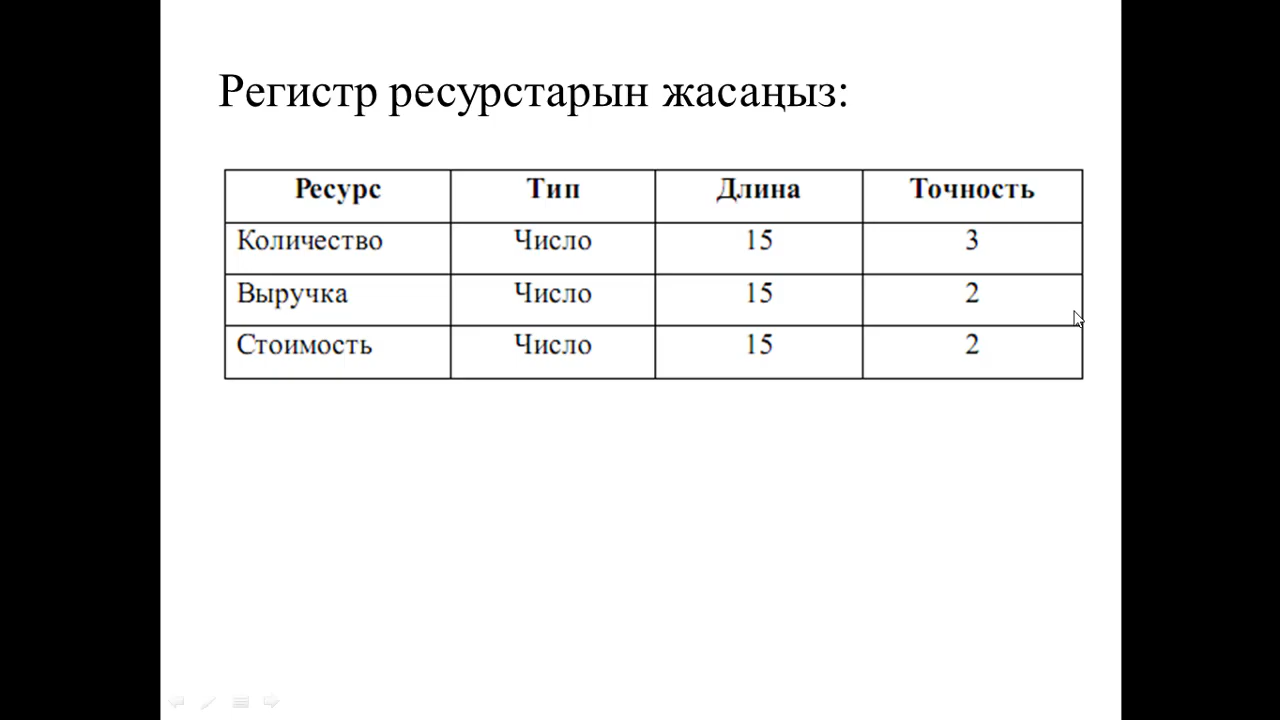 Регистр ресурстарын жасаңыз:
Ресурс Тип Длина Точность
Количество Число 15 3
Выручка Число 15 2
Стоимость Число 15 2